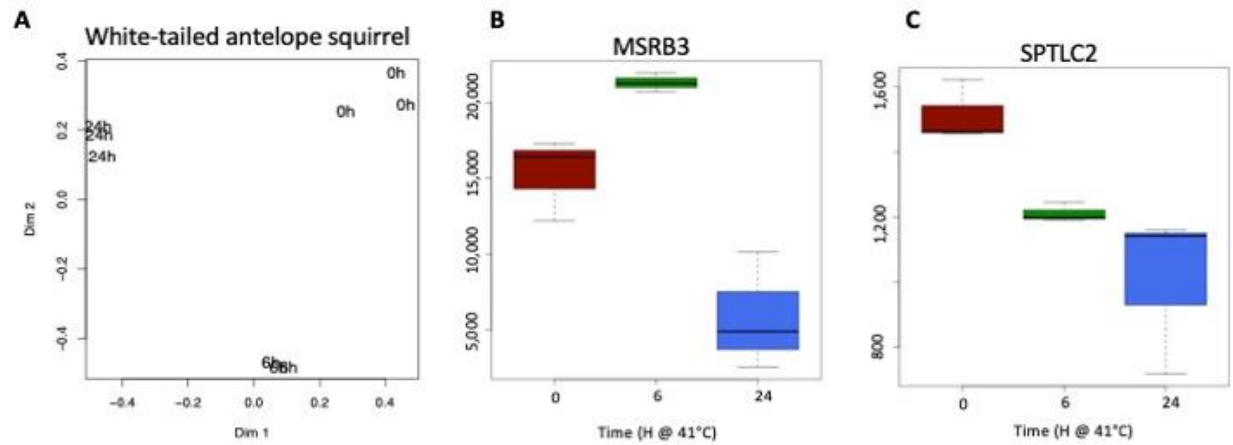 A
White-tailed antelope squirrel
0.4
0.2
0.0
−0.2
−0.4
Dim 2
0h
0h
0h
24h
24h
24h
6h
6h
6h
−0.4
−0.2
0.0
0.2
0.4
Dim 1
B
MSRB3
20,000
15,000
10,000
5,000
0
6
24
Time (H @ 41°C)
C
SPTLC2
1,600
1,200
800
0
6
24
Time (H @ 41°C)